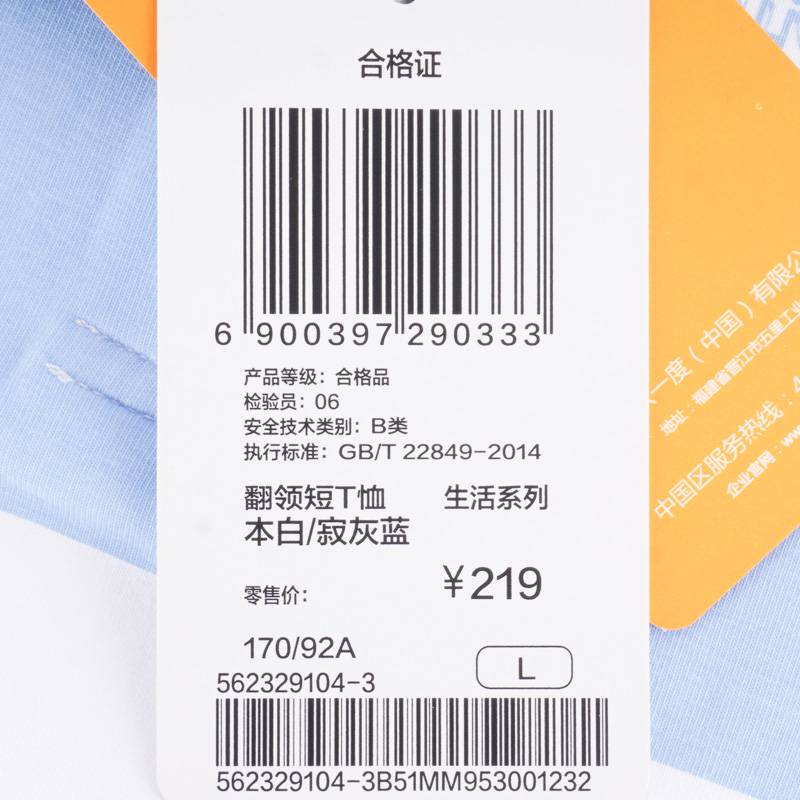 合格证
6 900397 290333
产品等级：合格品
检验员：06
安全技术类别：B类
执行标准：GB/T 22849-2014
翻领短T恤 生活系列
本白/寂灰蓝
零售价： ¥219
170/92A
L
562329104-3
562329104-3B51MM953001232
一度（中国）有限公
地址：福建省晋江市五里工业
中国区服务热线：4
企业官网：ww